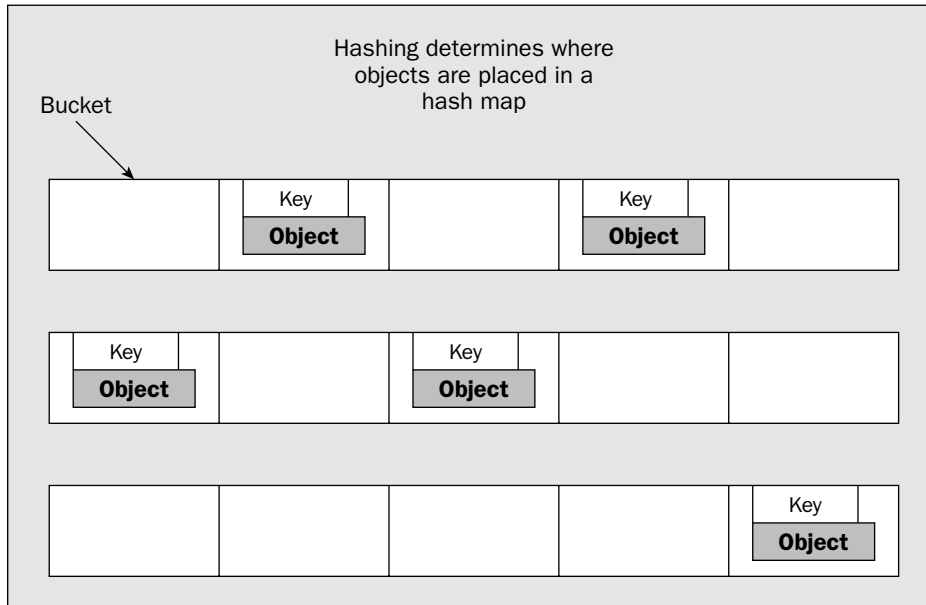 Hashing determines where
objects are placed in a
hash map
Bucket
Key
Object
Key
Object
Key
Object
Key
Object
Key
Object